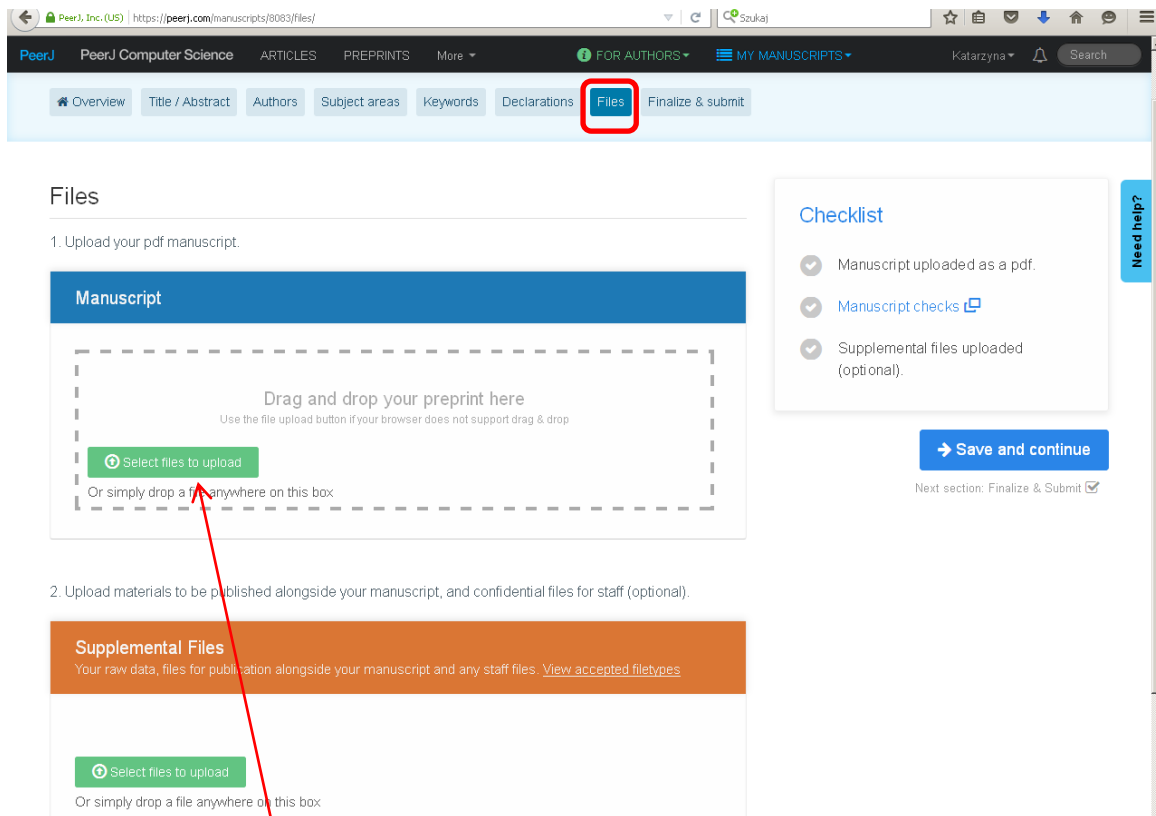 PeerJ, Inc. (US) https://peerj.com/manuscripts/8083/files/ Szukaj
PeerJ PeerJ Computer Science ARTICLES PREPRINTS More FOR AUTHORS MY MANUSCRIPTS Katarzyna Search
Overview Title / Abstract Authors Subject areas Keywords Declarations Files Finalize & submit
Files
1. Upload your pdf manuscript.
Manuscript
Drag and drop your preprint here
Use the file upload button if your browser does not support drag & drop
Select files to upload
Or simply drop a file anywhere on this box
2. Upload materials to be published alongside your manuscript, and confidential files for staff (optional).
Supplemental Files
Your raw data, files for publication alongside your manuscript and any staff files. View accepted filetypes
Select files to upload
Or simply drop a file anywhere on this box
Checklist
Manuscript uploaded as a pdf.
Manuscript checks
Supplemental files uploaded
(optional).
Save and continue
Next section: Finalize & Submit
Need help?